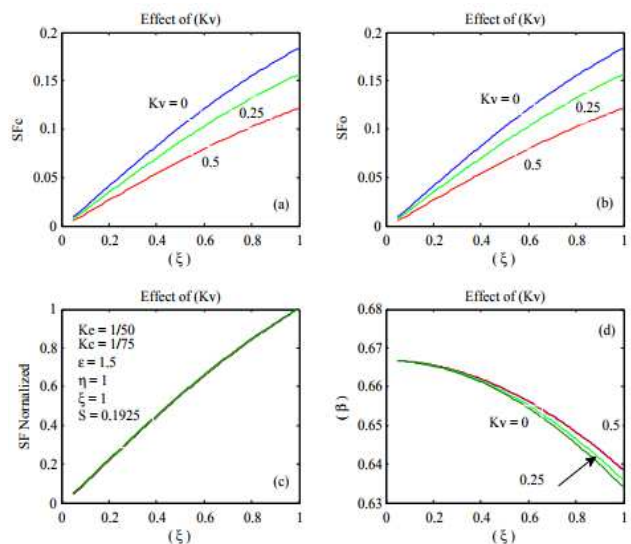 Effect of (Kv)
0.2
0.15
0.1
0.05
0
SFc
Kv = 0
0.25
0.5
(a)
0 0.2 0.4 0.6 0.8 1
(ξ)
Effect of (Kv)
0.2
0.15
0.1
0.05
0
SFo
Kv = 0
0.25
0.5
(b)
0 0.2 0.4 0.6 0.8 1
(ξ)
Effect of (Kv)
1
0.8
0.6
0.4
0.2
0
SF Normalized
Ke = 1/50
Kc = 1/75
ε = 1.5
η = 1
ξ = 1
S = 0.1925
(c)
0 0.2 0.4 0.6 0.8 1
(ξ)
Effect of (Kv)
0.68
0.67
0.66
0.64
0.63
(β)
(d)
Kv = 0
0.5
0.25
0 0.2 0.4 0.6 0.8 1
(ξ)